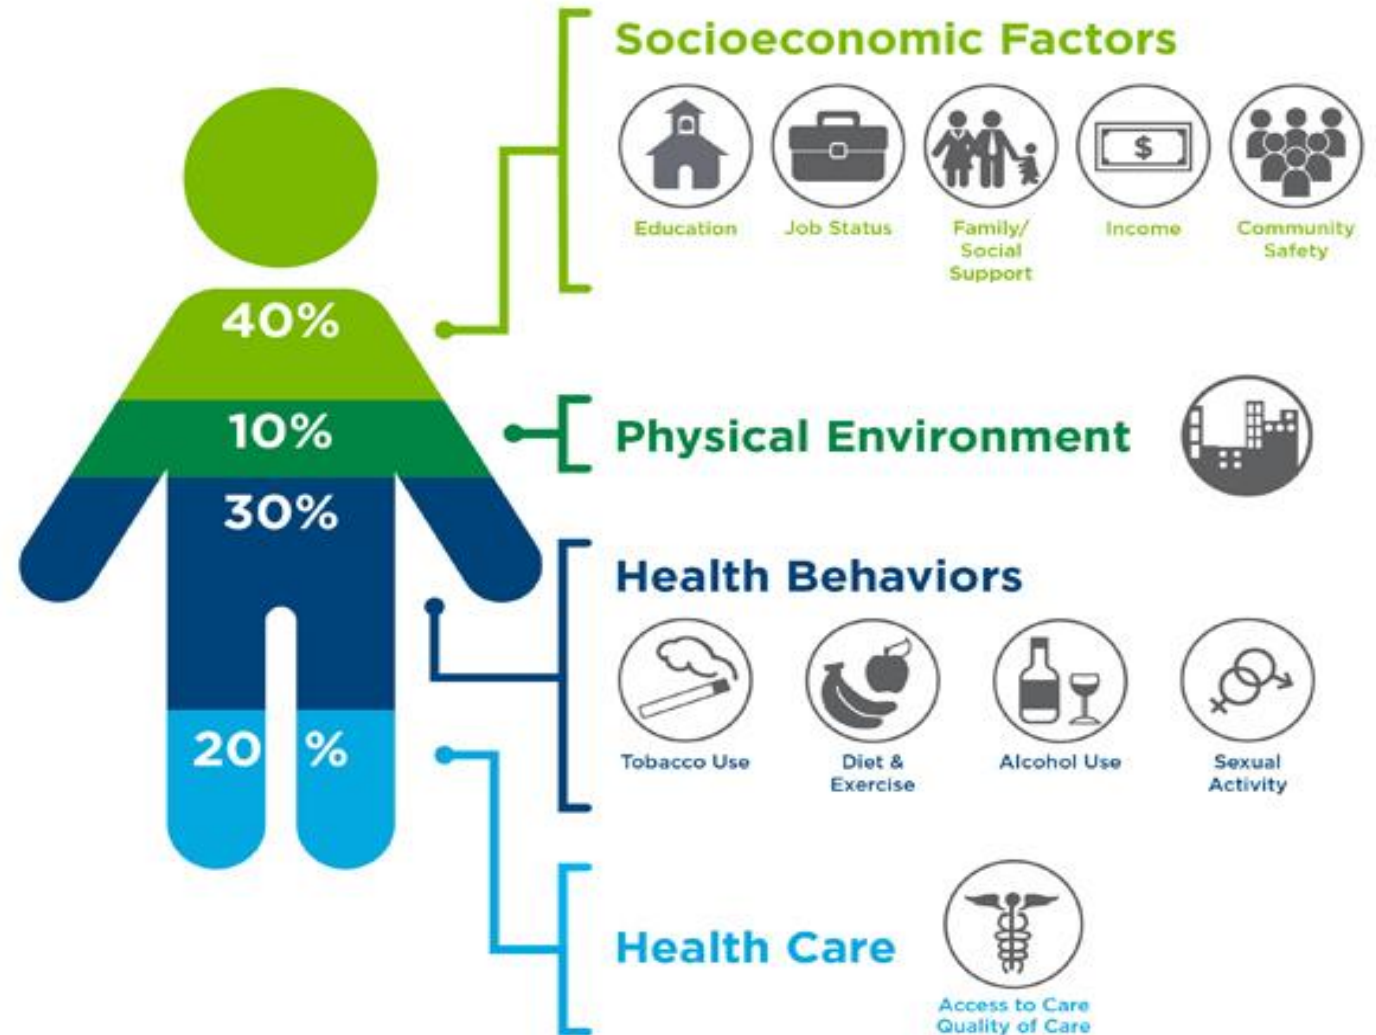 Socioeconomic Factors
Education
Job Status
Family/
Social
Support
$
Income
Community
Safety
40%
10%
Physical Environment
30%
Health Behaviors
Tobacco Use
Diet &
Exercise
Alcohol Use
Sexual
Activity
20 %
Health Care
Access to Care
Quality of Care